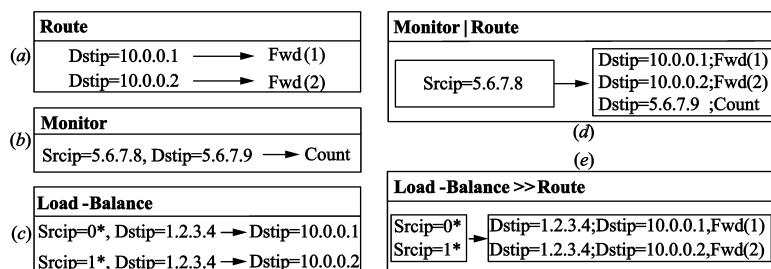 Route
(a) Dstip=10.0.0.1 Fwd(1)
Dstip=10.0.0.2 Fwd(2)
Monitor
(b) Srcip=5.6.7.8, Dstip=5.6.7.9 Count
Load -Balance
(c) Srcip=0*, Dstip=1.2.3.4 Dstip=10.0.0.1
Srcip=1*, Dstip=1.2.3.4 Dstip=10.0.0.2
Monitor | Route
Srcip=5.6.7.8
Dstip=10.0.0.1;Fwd(1)
Dstip=10.0.0.2;Fwd(2)
Dstip=5.6.7.9 ;Count
(d)
(e)
Load -Balance >> Route
Srcip=0*
Srcip=1*
Dstip=1.2.3.4;Dstip=10.0.0.1,Fwd(1)
Dstip=1.2.3.4;Dstip=10.0.0.2,Fwd(2)